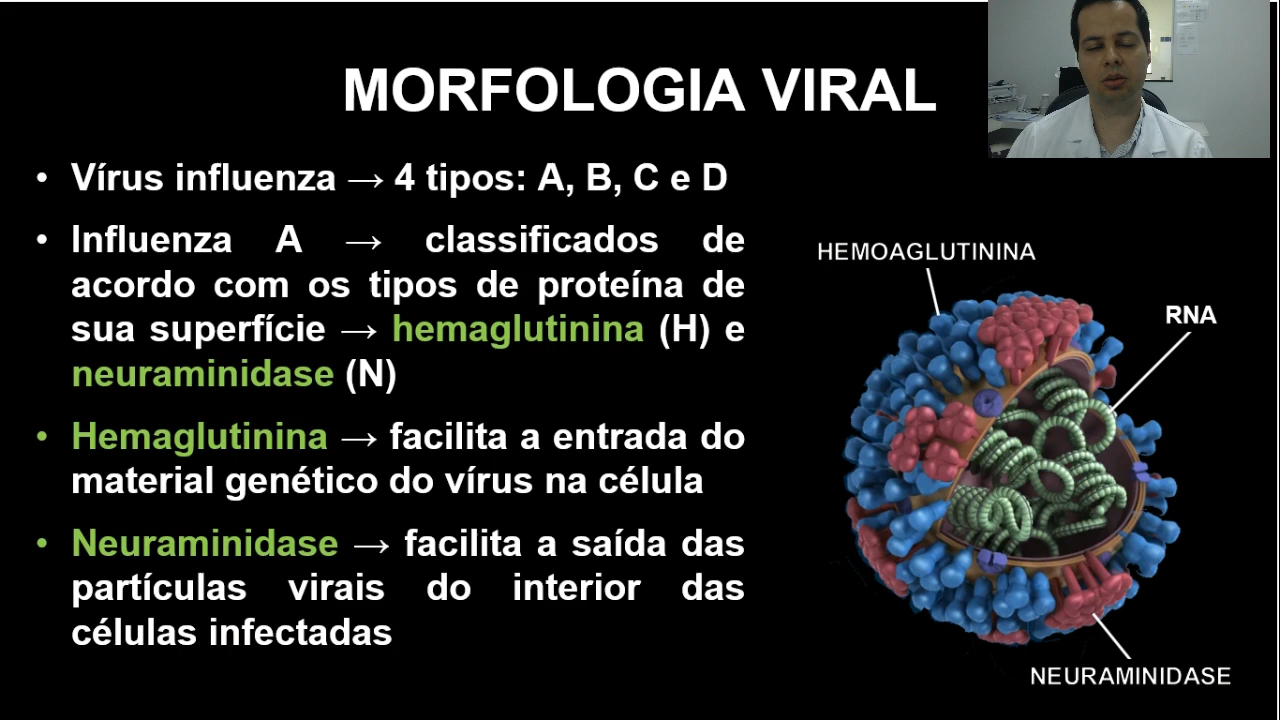 MORFOLOGIA VIRAL
• Vírus influenza → 4 tipos: A, B, C e D
• Influenza A → classificados de
acordo com os tipos de proteína de
sua superfície → hemaglutinina (H) e
neuraminidase (N)
• Hemaglutinina → facilita a entrada do
material genético do vírus na célula
• Neuraminidase → facilita a saída das
partículas virais do interior das
células infectadas
HEMOAGLUTININA
RNA
NEURAMINIDASE